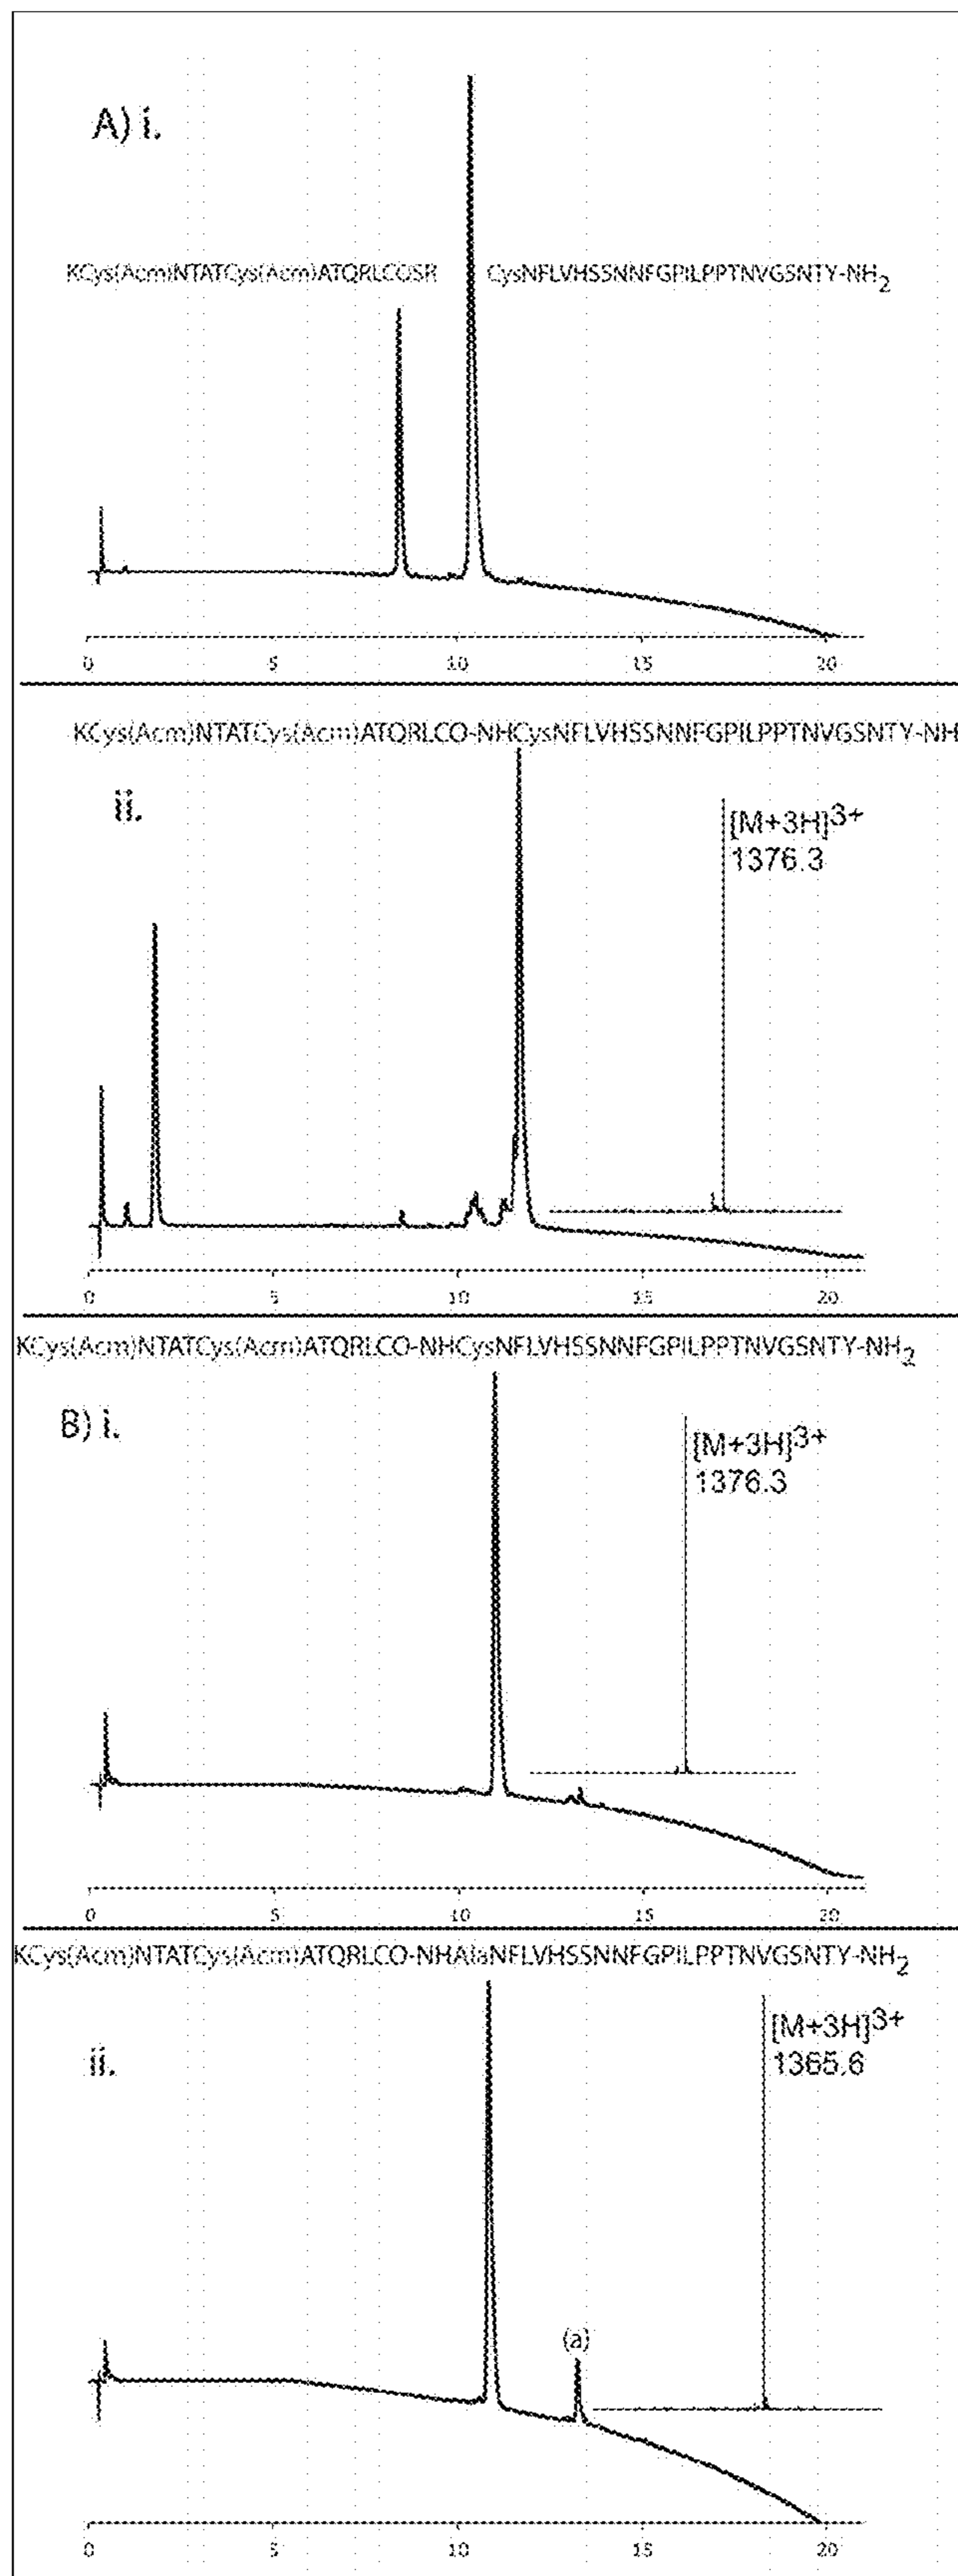 A) i.
KCys(Acm)NTATCys(Acm)ATQRLCOSR CysNFLVHSSNNFGPILPPTNVGSNTY-NH2
0 5 10 15 20
KCys(Acm)NTATCys(Acm)ATQRLCO-NHCysNFLVHSSNNFGPILPPTNVGSNTY-NH
ii.
[M+3H]3+
1376.3
0 5 10 15 20
KCys(Acm)NTATCys(Acm)ATQRLCO-NHCysNFLVHSSNNFGPILPPTNVGSNTY-NH2
B) i.
[M+3H]3+
1376.3
0 5 10 15 20
KCys(Acm)NTATCys(Acm)ATQRLCO-NHAlaNFLVHSSNNFGPILPPTNVGSNTY-NH2
[M+3H]3+
ii.
1365.6
(a)
0 5 10 15 20